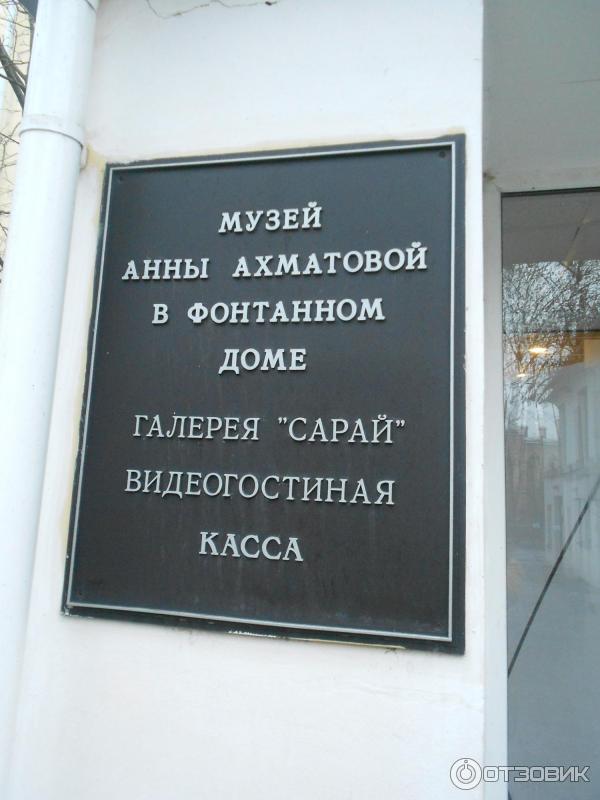 МУЗЕЙ
АННЫ АХМАТОВОЙ
В ФОНТАННОМ
ДОМЕ
ГАЛЕРЕЯ "САРАЙ"
ВИДЕОГОСТИНАЯ
КАССА
ОТЗОВИК